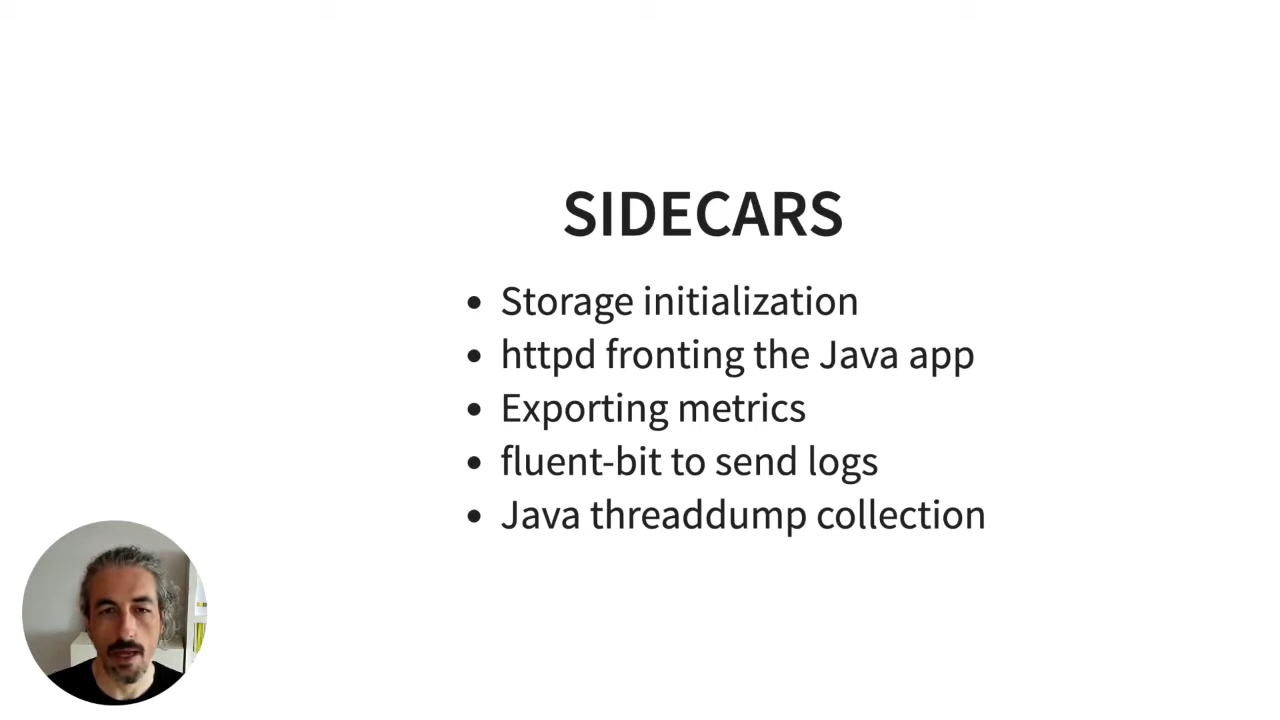 SIDECARS
Storage initialization
httpd fronting the Java app
Exporting metrics
fluent-bit to send logs
Java threaddump collection